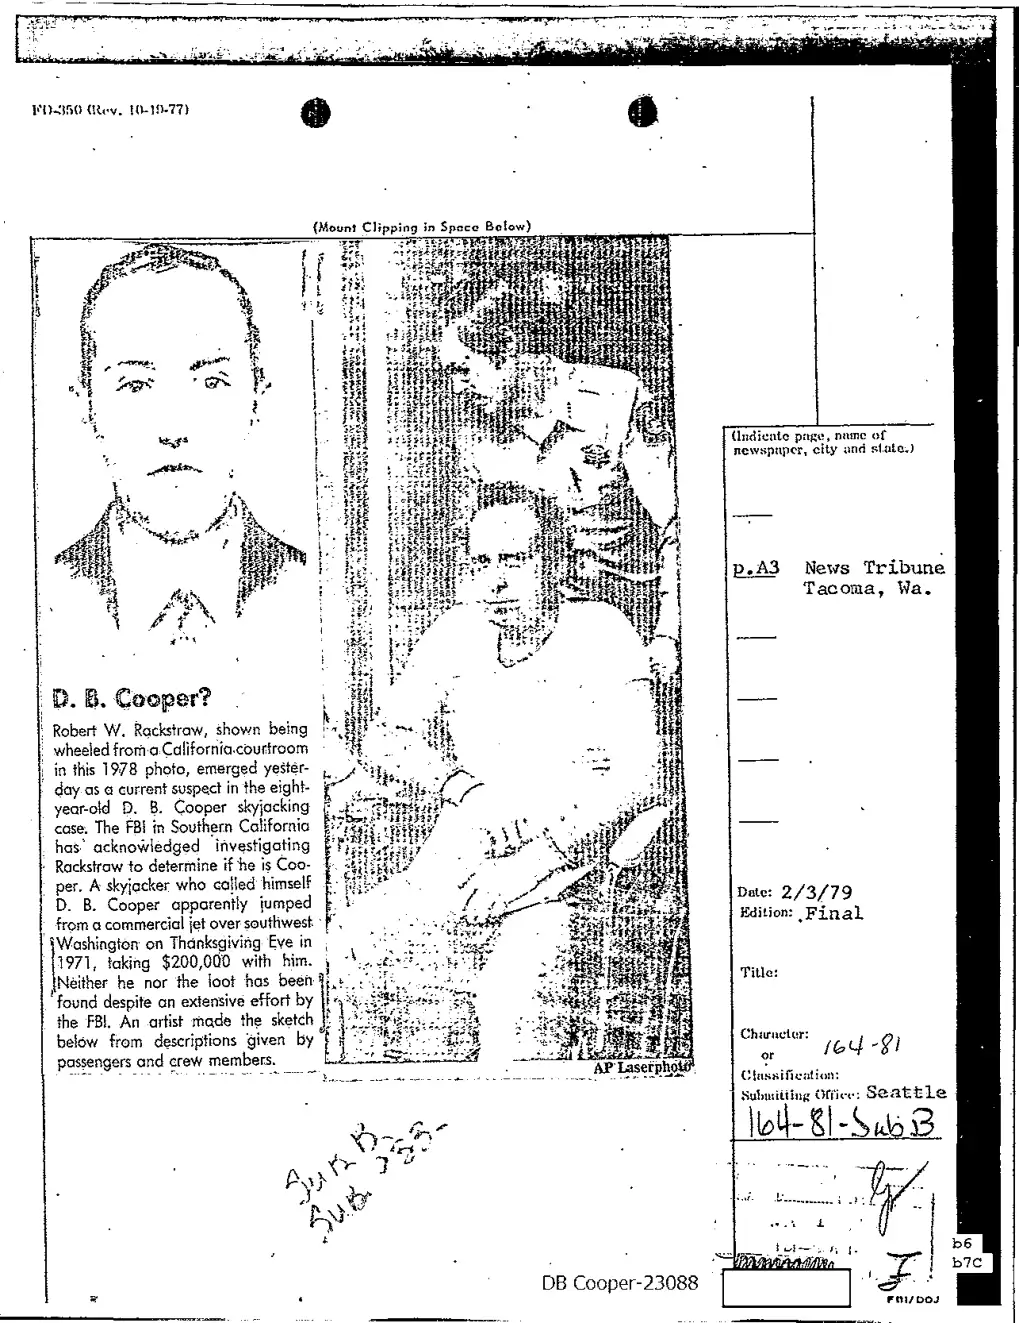 FD-350 (Rev. 10-19-77)
(Mount Clipping in Space Below)
D. B. Cooper?
Robert W. Rackstraw, shown being
wheeled from a California courtroom
in this 1978 photo, emerged yester-
day as a current suspect in the eight-
year-old D. B. Cooper skyjacking
case. The FBI in Southern California
has acknowledged investigating
Rackstraw to determine if he is Coo-
per. A skyjacker who called himself
D. B. Cooper apparently jumped
from a commercial jet over southwest
Washington on Thanksgiving Eve in
1971, taking $200,000 with him.
Neither he nor the loot has been
found despite an extensive effort by
the FBI. An artist made the sketch
below from descriptions given by
passengers and crew members.
AP Laserphoto
(Indicate page, name of
newspaper, city and state.)
p.A3 News Tribune
Tacoma, Wa.
Date: 2/3/79
Edition: Final
Title:
Character: 164-81
or
Classification:
Submitting Office: Seattle
164-81-Sub B
Sub B
Sub
b6
b7C
FBI/DOJ
DB Cooper-23088